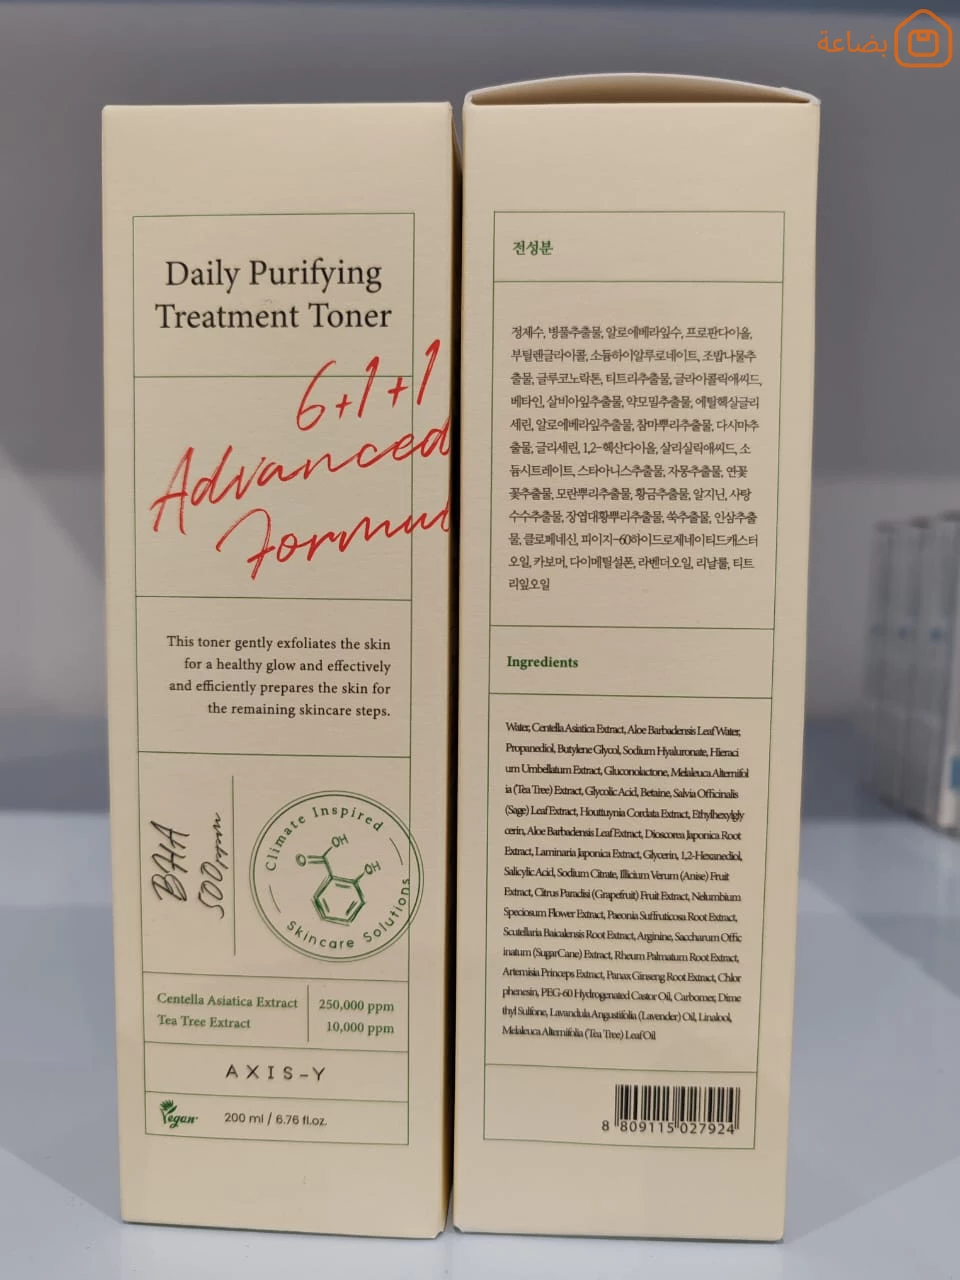 بضاعة
Daily Purifying
Treatment Toner
6+1+1
Advanced
Formul
This toner gently exfoliates the skin
for a healthy glow and effectively
and efficiently prepares the skin for
the remaining skincare steps.
BHA
500ppm
Climate Inspired
OH
O
OH
Skincare Solutions
Centella Asiatica Extract 250,000 ppm
Tea Tree Extract 10,000 ppm
AXIS-Y
Vegan 200 ml / 6.76 fl.oz.
전성분
정제수, 병풀추출물, 알로에베라잎수, 프로판다이올,
부틸렌글라이콜, 소듐하이알루로네이트, 조밥나물추
출물, 글루코노락톤, 티트리추출물, 글라이콜릭애씨드,
베타인, 살비아잎추출물, 약모밀추출물, 에틸헥실글리
세린, 알로에베라잎추출물, 참마뿌리추출물, 다시마추
출물, 글리세린, 1,2-헥산다이올, 살리실릭애씨드, 소
듐시트레이트, 스타아니스추출물, 자몽추출물, 연꽃
꽃추출물, 모란뿌리추출물, 황금추출물, 알지닌, 사탕
수수추출물, 장엽대황뿌리추출물, 쑥추출물, 인삼추출
물, 클로페네신, 피이지-60하이드로제네이티드캐스터
오일, 카보머, 다이메틸설폰, 라벤더오일, 리날룰, 티트
리잎오일
Ingredients
Water, Centella Asiatica Extract, Aloe Barbadensis Leaf Water,
Propanediol, Butylene Glycol, Sodium Hyaluronate, Hieraci
um Umbellatum Extract, Gluconolactone, Melaleuca Alternifol
ia (Tea Tree) Extract, Glycolic Acid, Betaine, Salvia Officinalis
(Sage) Leaf Extract, Houttuynia Cordata Extract, Ethylhexylgly
cerin, Aloe Barbadensis Leaf Extract, Dioscorea Japonica Root
Extract, Laminaria Japonica Extract, Glycerin, 1,2-Hexanediol,
Salicylic Acid, Sodium Citrate, Illicium Verum (Anise) Fruit
Extract, Citrus Paradisi (Grapefruit) Fruit Extract, Nelumbium
Speciosum Flower Extract, Paeonia Suffruticosa Root Extract,
Scutellaria Baicalensis Root Extract, Arginine, Saccharum Offic
inatum (SugarCane) Extract, Rheum Palmatum Root Extract,
Artemisia Princeps Extract, Panax Ginseng Root Extract, Chlor
phenesin, PEG-60 Hydrogenated Castor Oil, Carbomer, Dime
thyl Sulfone, Lavandula Angustifolia (Lavender) Oil, Linalool,
Melaleuca Alternifolia (Tea Tree) Leaf Oil
8 809115 027924